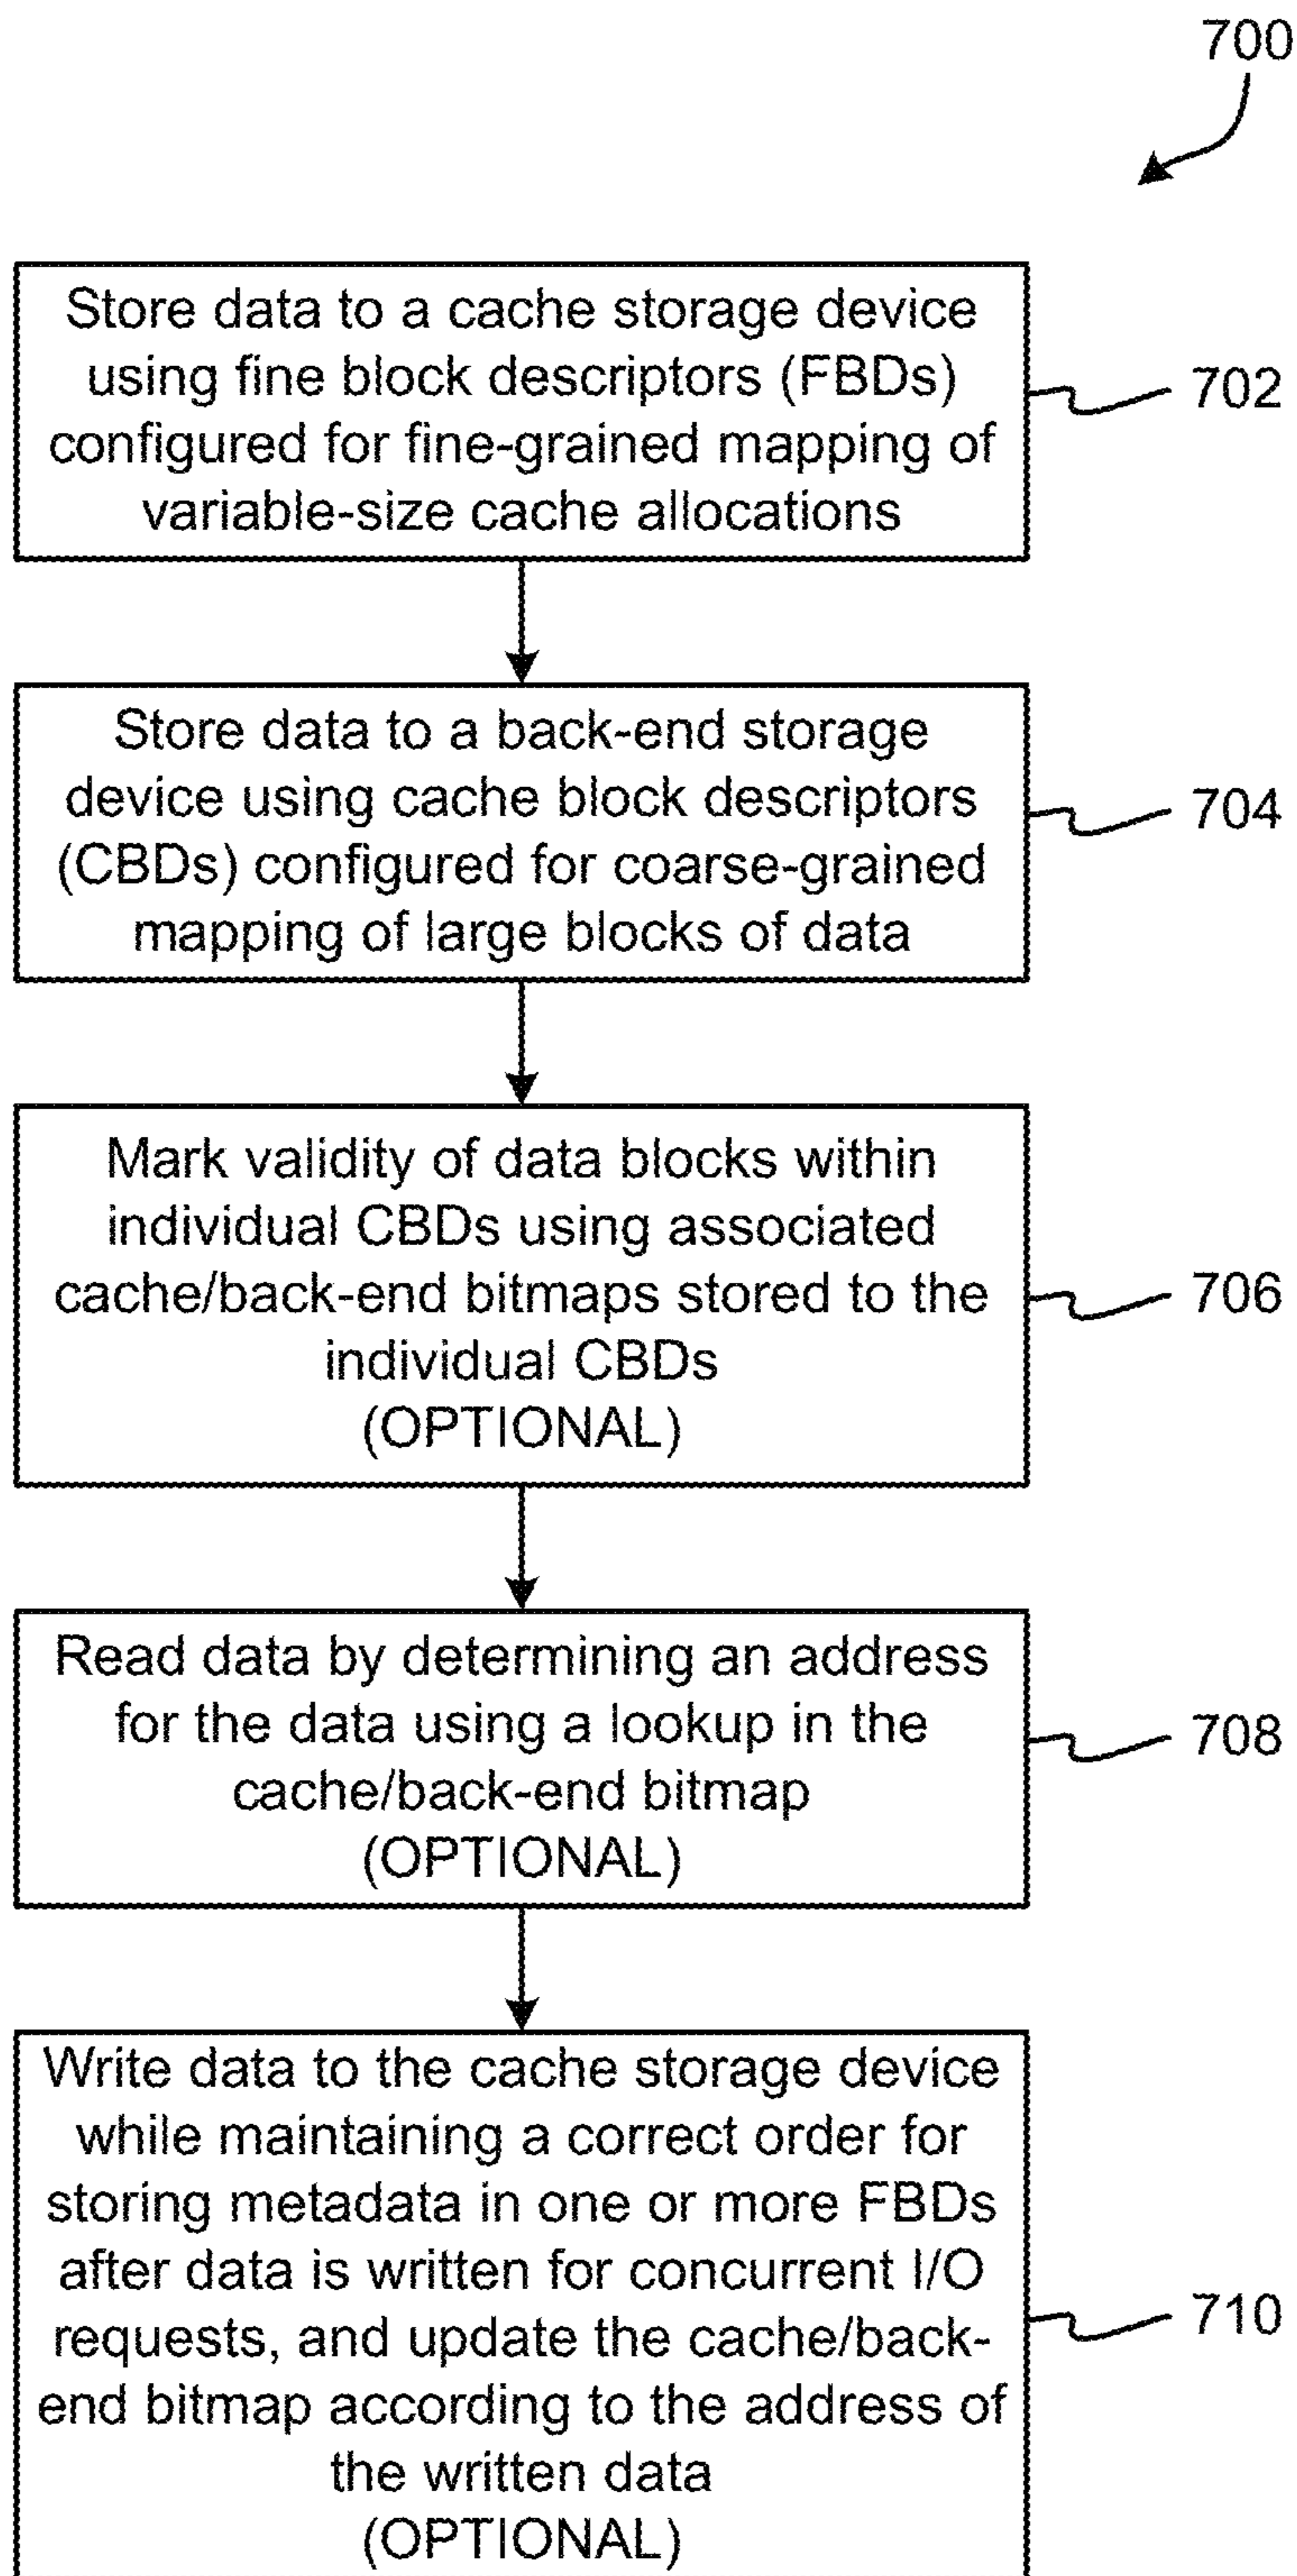 700
Store data to a cache storage device
using fine block descriptors (FBDs)
configured for fine-grained mapping of
variable-size cache allocations
702
Store data to a back-end storage
device using cache block descriptors
(CBDs) configured for coarse-grained
mapping of large blocks of data
704
Mark validity of data blocks within
individual CBDs using associated
cache/back-end bitmaps stored to the
individual CBDs
(OPTIONAL)
706
Read data by determining an address
for the data using a lookup in the
cache/back-end bitmap
(OPTIONAL)
708
Write data to the cache storage device
while maintaining a correct order for
storing metadata in one or more FBDs
after data is written for concurrent I/O
requests, and update the cache/back-
end bitmap according to the address of
the written data
(OPTIONAL)
710